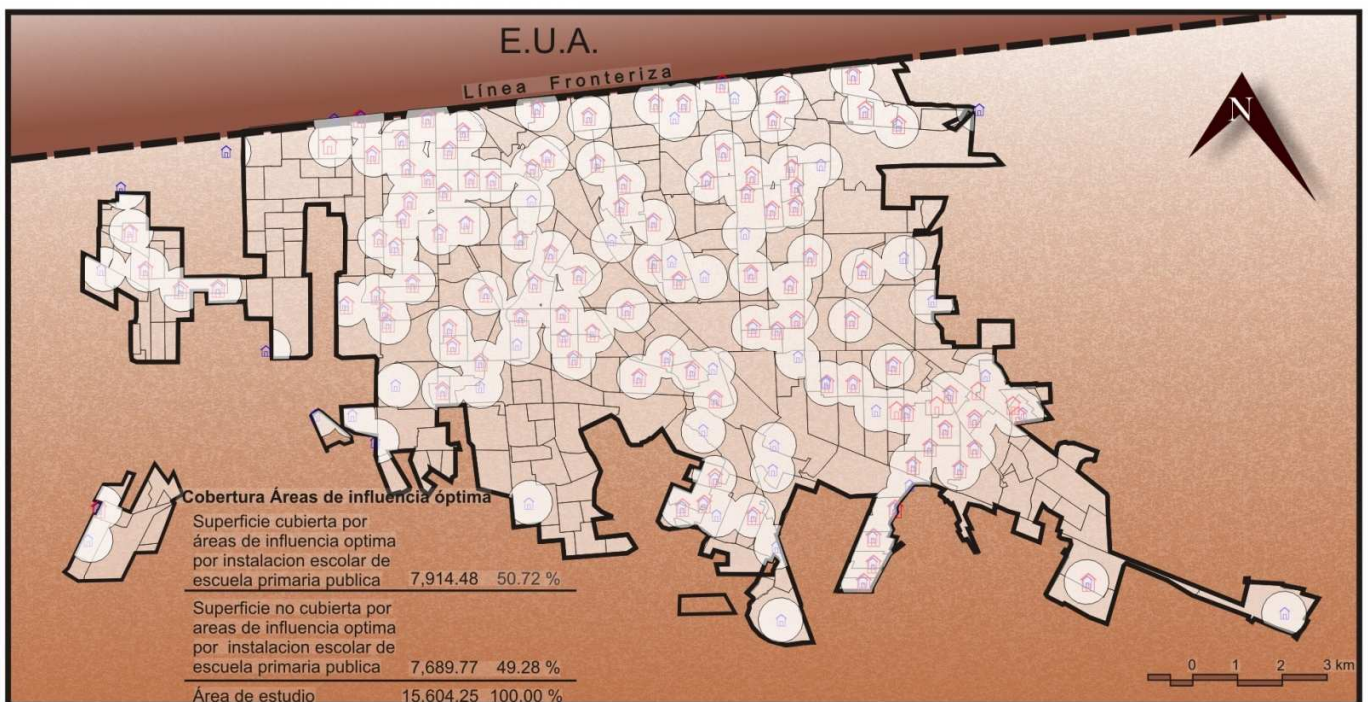 E.U.A.
Línea Fronteriza
N
Cobertura Áreas de influencia óptima
Superficie cubierta por
áreas de influencia optima
por instalacion escolar de
escuela primaria publica 7,914.48 50.72 %
Superficie no cubierta por
areas de influencia optima
por instalacion escolar de
escuela primaria publica 7,689.77 49.28 %
Área de estudio 15,604.25 100.00 %
0 1 2 3 km